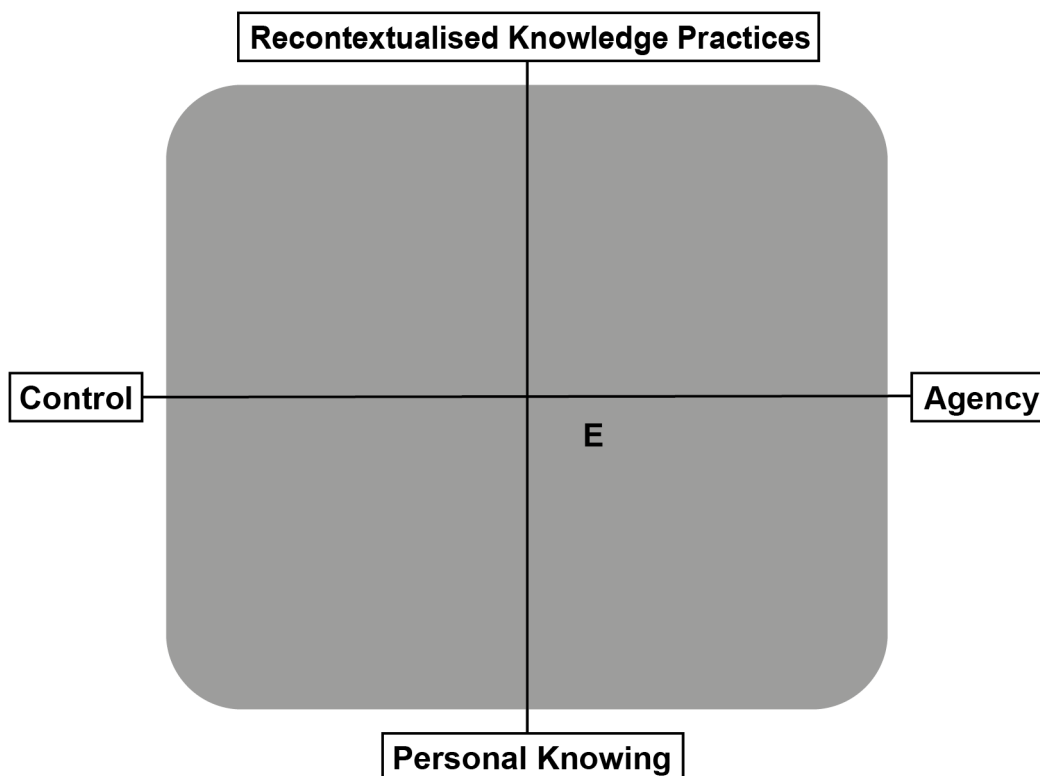 Recontextualised Knowledge Practices
Control
Agency
E
Personal Knowing